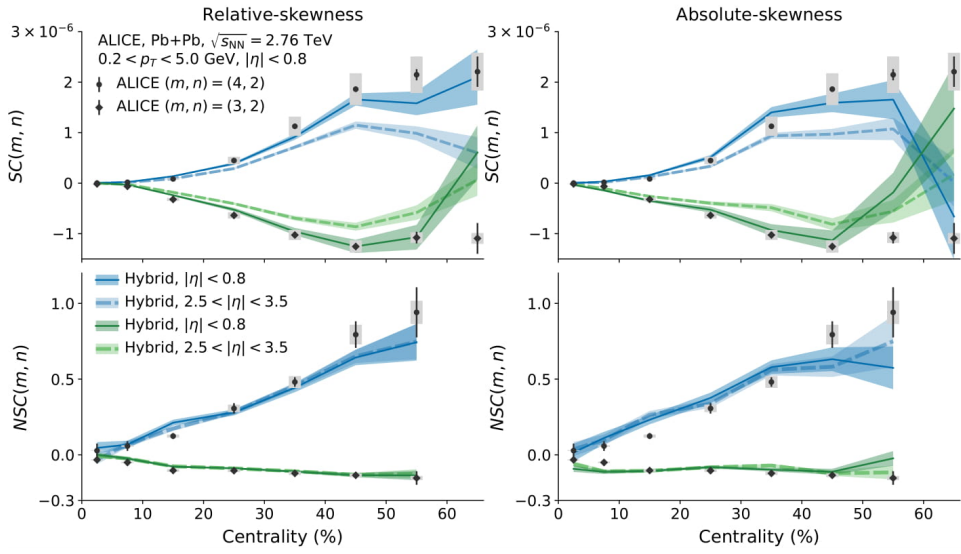 Relative-skewness
Absolute-skewness
3 × 10⁻⁶
ALICE, Pb+Pb, √s_NN = 2.76 TeV
0.2 < p_T < 5.0 GeV, |η| < 0.8
ALICE (m, n) = (4, 2)
ALICE (m, n) = (3, 2)
2
1
0
−1
SC(m, n)
3 × 10⁻⁶
2
1
0
−1
SC(m, n)
Hybrid, |η| < 0.8
Hybrid, 2.5 < |η| < 3.5
Hybrid, |η| < 0.8
Hybrid, 2.5 < |η| < 3.5
1.0
0.5
0.0
−0.3
NSC(m, n)
0 10 20 30 40 50 60
Centrality (%)
1.0
0.5
0.0
−0.3
NSC(m, n)
0 10 20 30 40 50 60
Centrality (%)